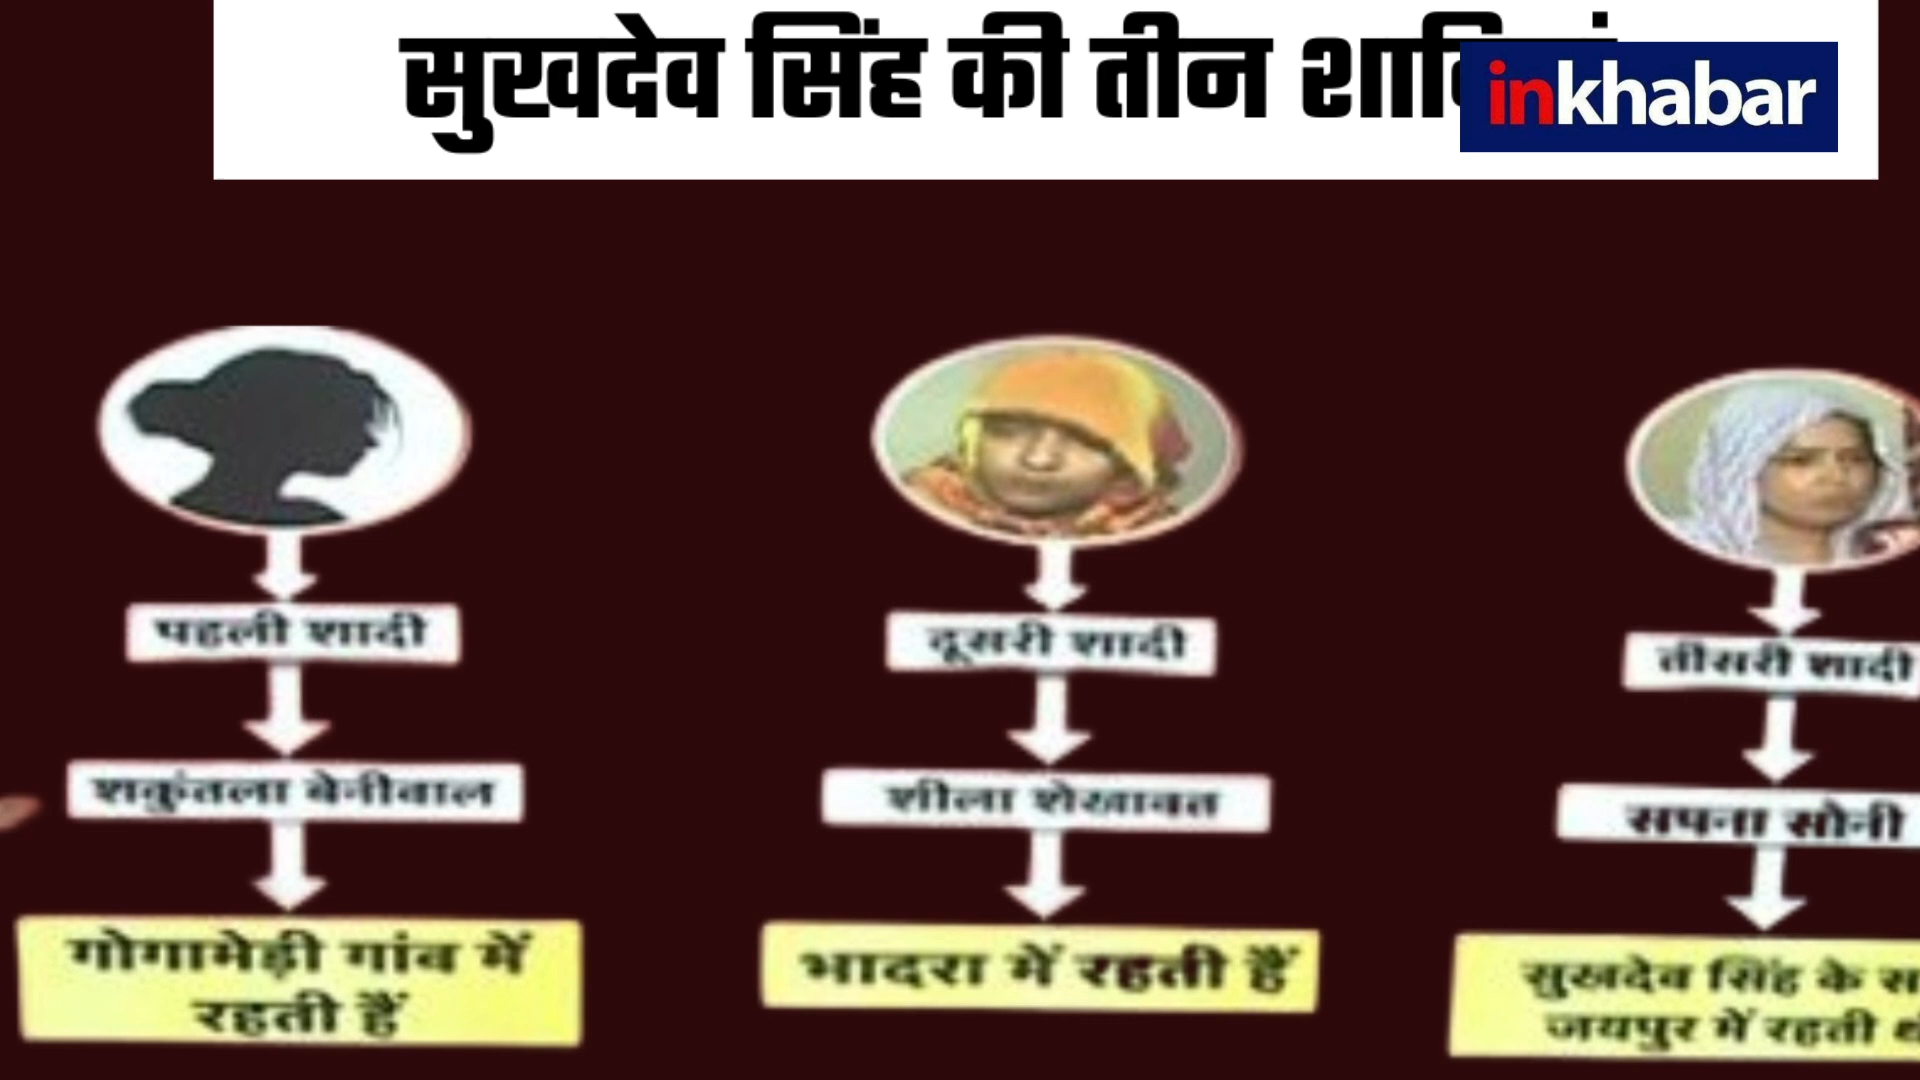 सुखदेव सिंह की तीन
inkhabar
पहली शादी
शकुंतला बेनीवाल
गोगामेड़ी गांव में
रहती हैं
दूसरी शादी
शीला शेखावत
भादरा में रहती हैं
तीसरी शादी
सपना सोनी
सुखदेव सिंह के
जयपुर में रहती